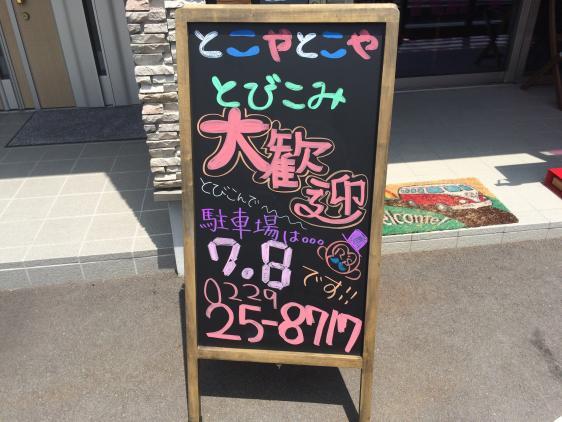 とこやとこや
とびこみ
大歓迎
とびこんで〜〜
駐車場は...
7.8です!!
0229
25-8717
Welcome!